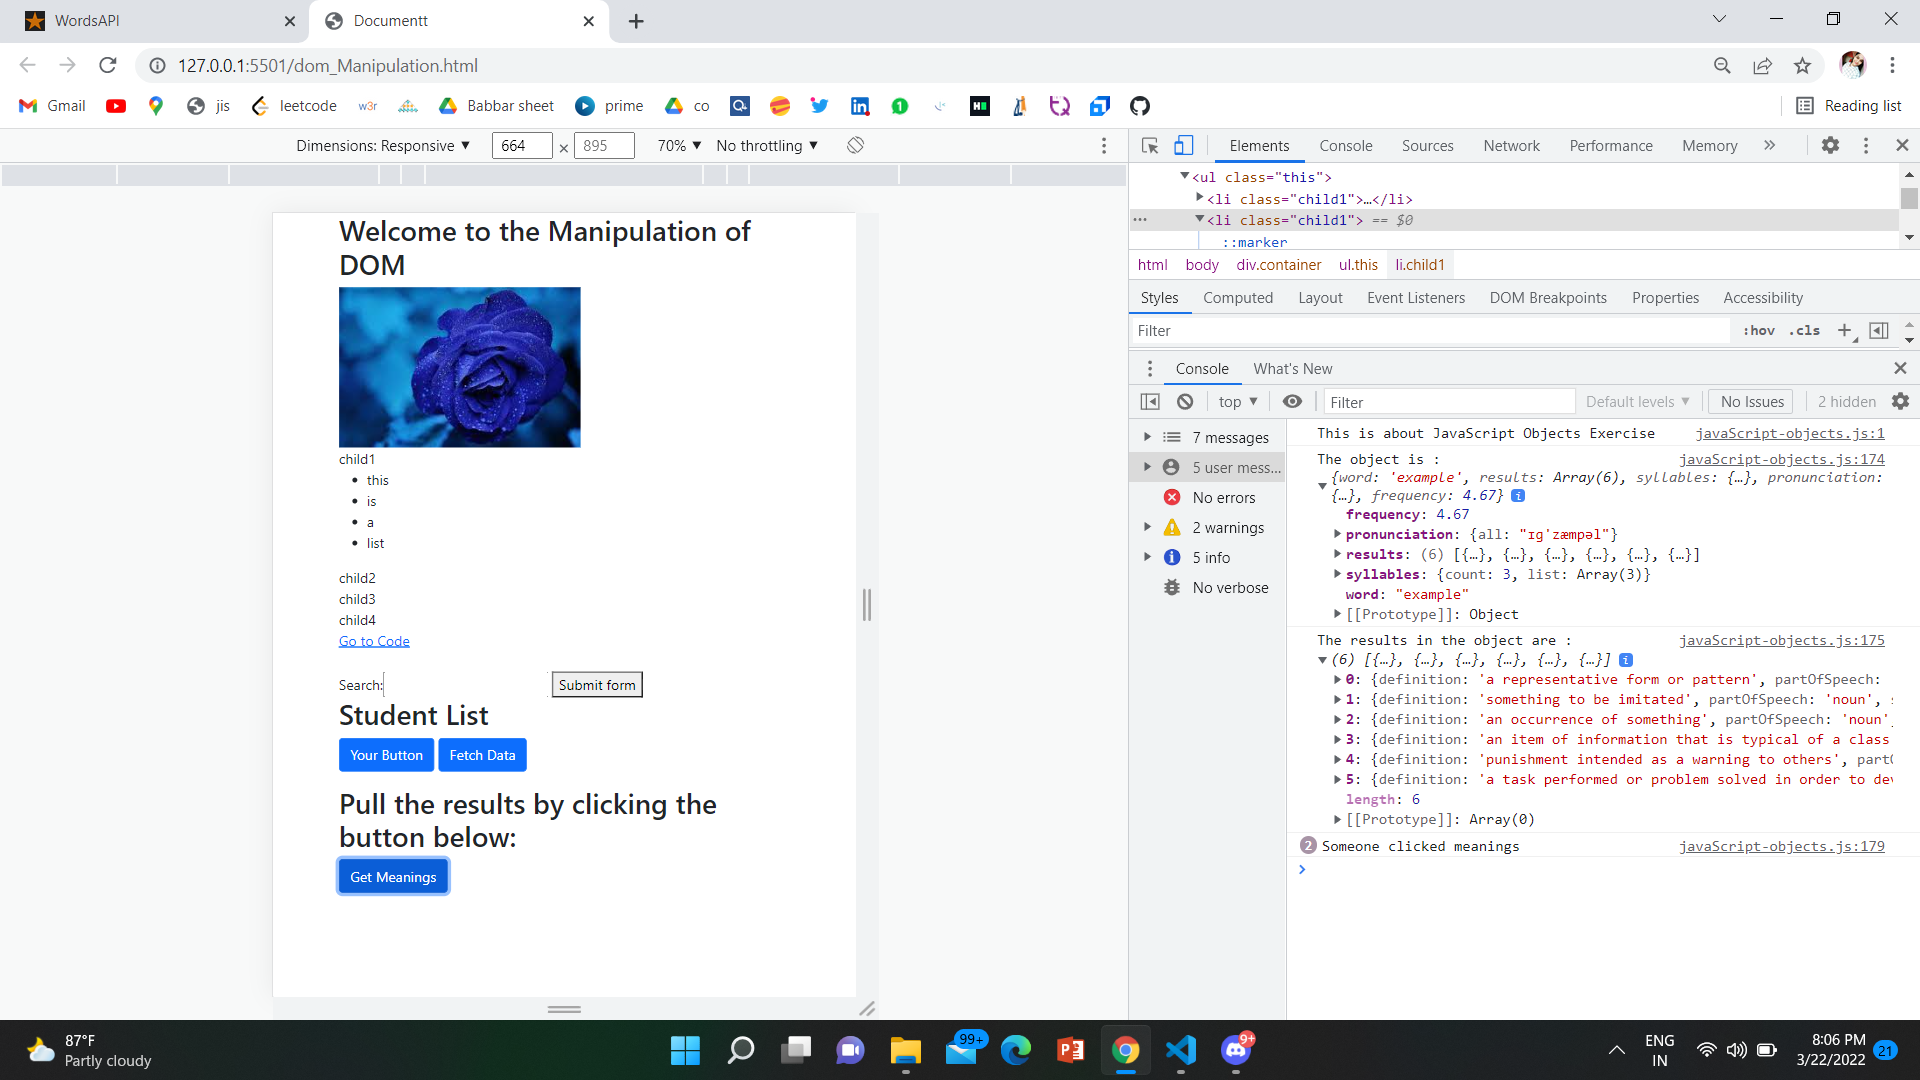 WordsAPI
Documentt
127.0.0.1:5501/dom_Manipulation.html
Gmail
jis
leetcode
w3r
Babbar sheet
prime
co
Reading list
Dimensions: Responsive
664 × 895
70%
No throttling
Elements
Console
Sources
Network
Performance
Memory
<ul class="this">
<li class="child1">…</li>
<li class="child1"> == $0
::marker
html body div.container ul.this li.child1
Styles Computed Layout Event Listeners DOM Breakpoints Properties Accessibility
Filter
:hov .cls
Console What's New
top
Filter
Default levels
No Issues
2 hidden
7 messages
5 user mess...
No errors
2 warnings
5 info
No verbose
This is about JavaScript Objects Exercise javaScript-objects.js:1
The object is : javaScript-objects.js:174
{word: 'example', results: Array(6), syllables: {…}, pronunciation:
{…}, frequency: 4.67}
frequency: 4.67
pronunciation: {all: "ɪɡ'zæmpəl"}
results: (6) [{…}, {…}, {…}, {…}, {…}, {…}]
syllables: {count: 3, list: Array(3)}
word: "example"
[[Prototype]]: Object
The results in the object are : javaScript-objects.js:175
(6) [{…}, {…}, {…}, {…}, {…}, {…}]
0: {definition: 'a representative form or pattern', partOfSpeech:
1: {definition: 'something to be imitated', partOfSpeech: 'noun',
2: {definition: 'an occurrence of something', partOfSpeech: 'noun'
3: {definition: 'an item of information that is typical of a class
4: {definition: 'punishment intended as a warning to others', part
5: {definition: 'a task performed or problem solved in order to de
length: 6
[[Prototype]]: Array(0)
2 Someone clicked meanings javaScript-objects.js:179
Welcome to the Manipulation of
DOM
child1
this
is
a
list
child2
child3
child4
Go to Code
Search:
Submit form
Student List
Your Button
Fetch Data
Pull the results by clicking the
button below:
Get Meanings
87°F
Partly cloudy
99+
9+
ENG
IN
8:06 PM
3/22/2022
21